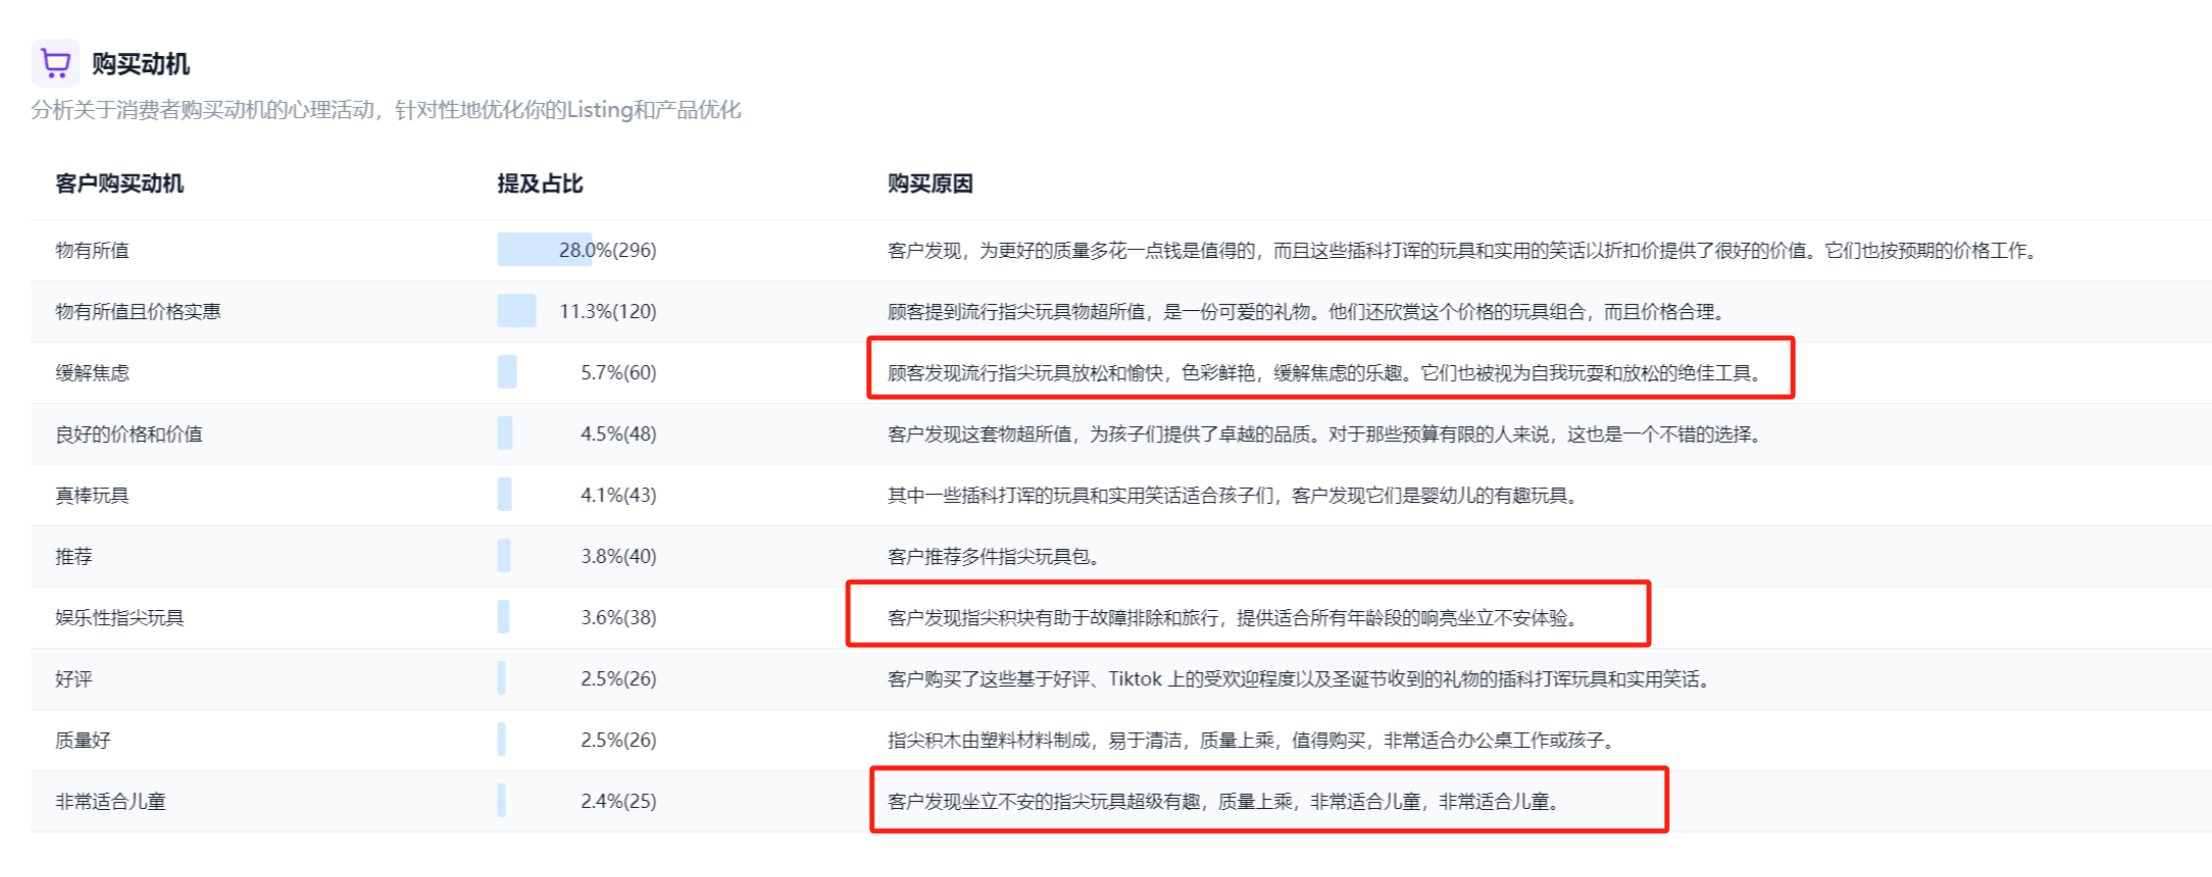 购买动机
分析关于消费者购买动机的心理活动，针对性地优化你的Listing和产品优化
客户购买动机 提及占比 购买原因
物有所值 28.0%(296) 客户发现，为更好的质量多花一点钱是值得的，而且这些插科打诨的玩具和实用的笑话以折扣价提供了很好的价值。它们也按预期的价格工作。
物有所值且价格实惠 11.3%(120) 顾客提到流行指尖玩具物超所值，是一份可爱的礼物。他们还欣赏这个价格的玩具组合，而且价格合理。
缓解焦虑 5.7%(60) 顾客发现流行指尖玩具放松和愉快，色彩鲜艳，缓解焦虑的乐趣。它们也被视为自我玩耍和放松的绝佳工具。
良好的价格和价值 4.5%(48) 客户发现这套物超所值，为孩子们提供了卓越的品质。对于那些预算有限的人来说，这也是一个不错的选择。
真棒玩具 4.1%(43) 其中一些插科打诨的玩具和实用笑话适合孩子们，客户发现它们是婴幼儿的有趣玩具。
推荐 3.8%(40) 客户推荐多件指尖玩具包。
娱乐性指尖玩具 3.6%(38) 客户发现指尖积块有助于故障排除和旅行，提供适合所有年龄段的响亮坐立不安体验。
好评 2.5%(26) 客户购买了这些基于好评、Tiktok 上的受欢迎程度以及圣诞节收到的礼物的插科打诨玩具和实用笑话。
质量好 2.5%(26) 指尖积木由塑料材料制成，易于清洁，质量上乘，值得购买，非常适合办公桌工作或孩子。
非常适合儿童 2.4%(25) 客户发现坐立不安的指尖玩具超级有趣，质量上乘，非常适合儿童，非常适合儿童。